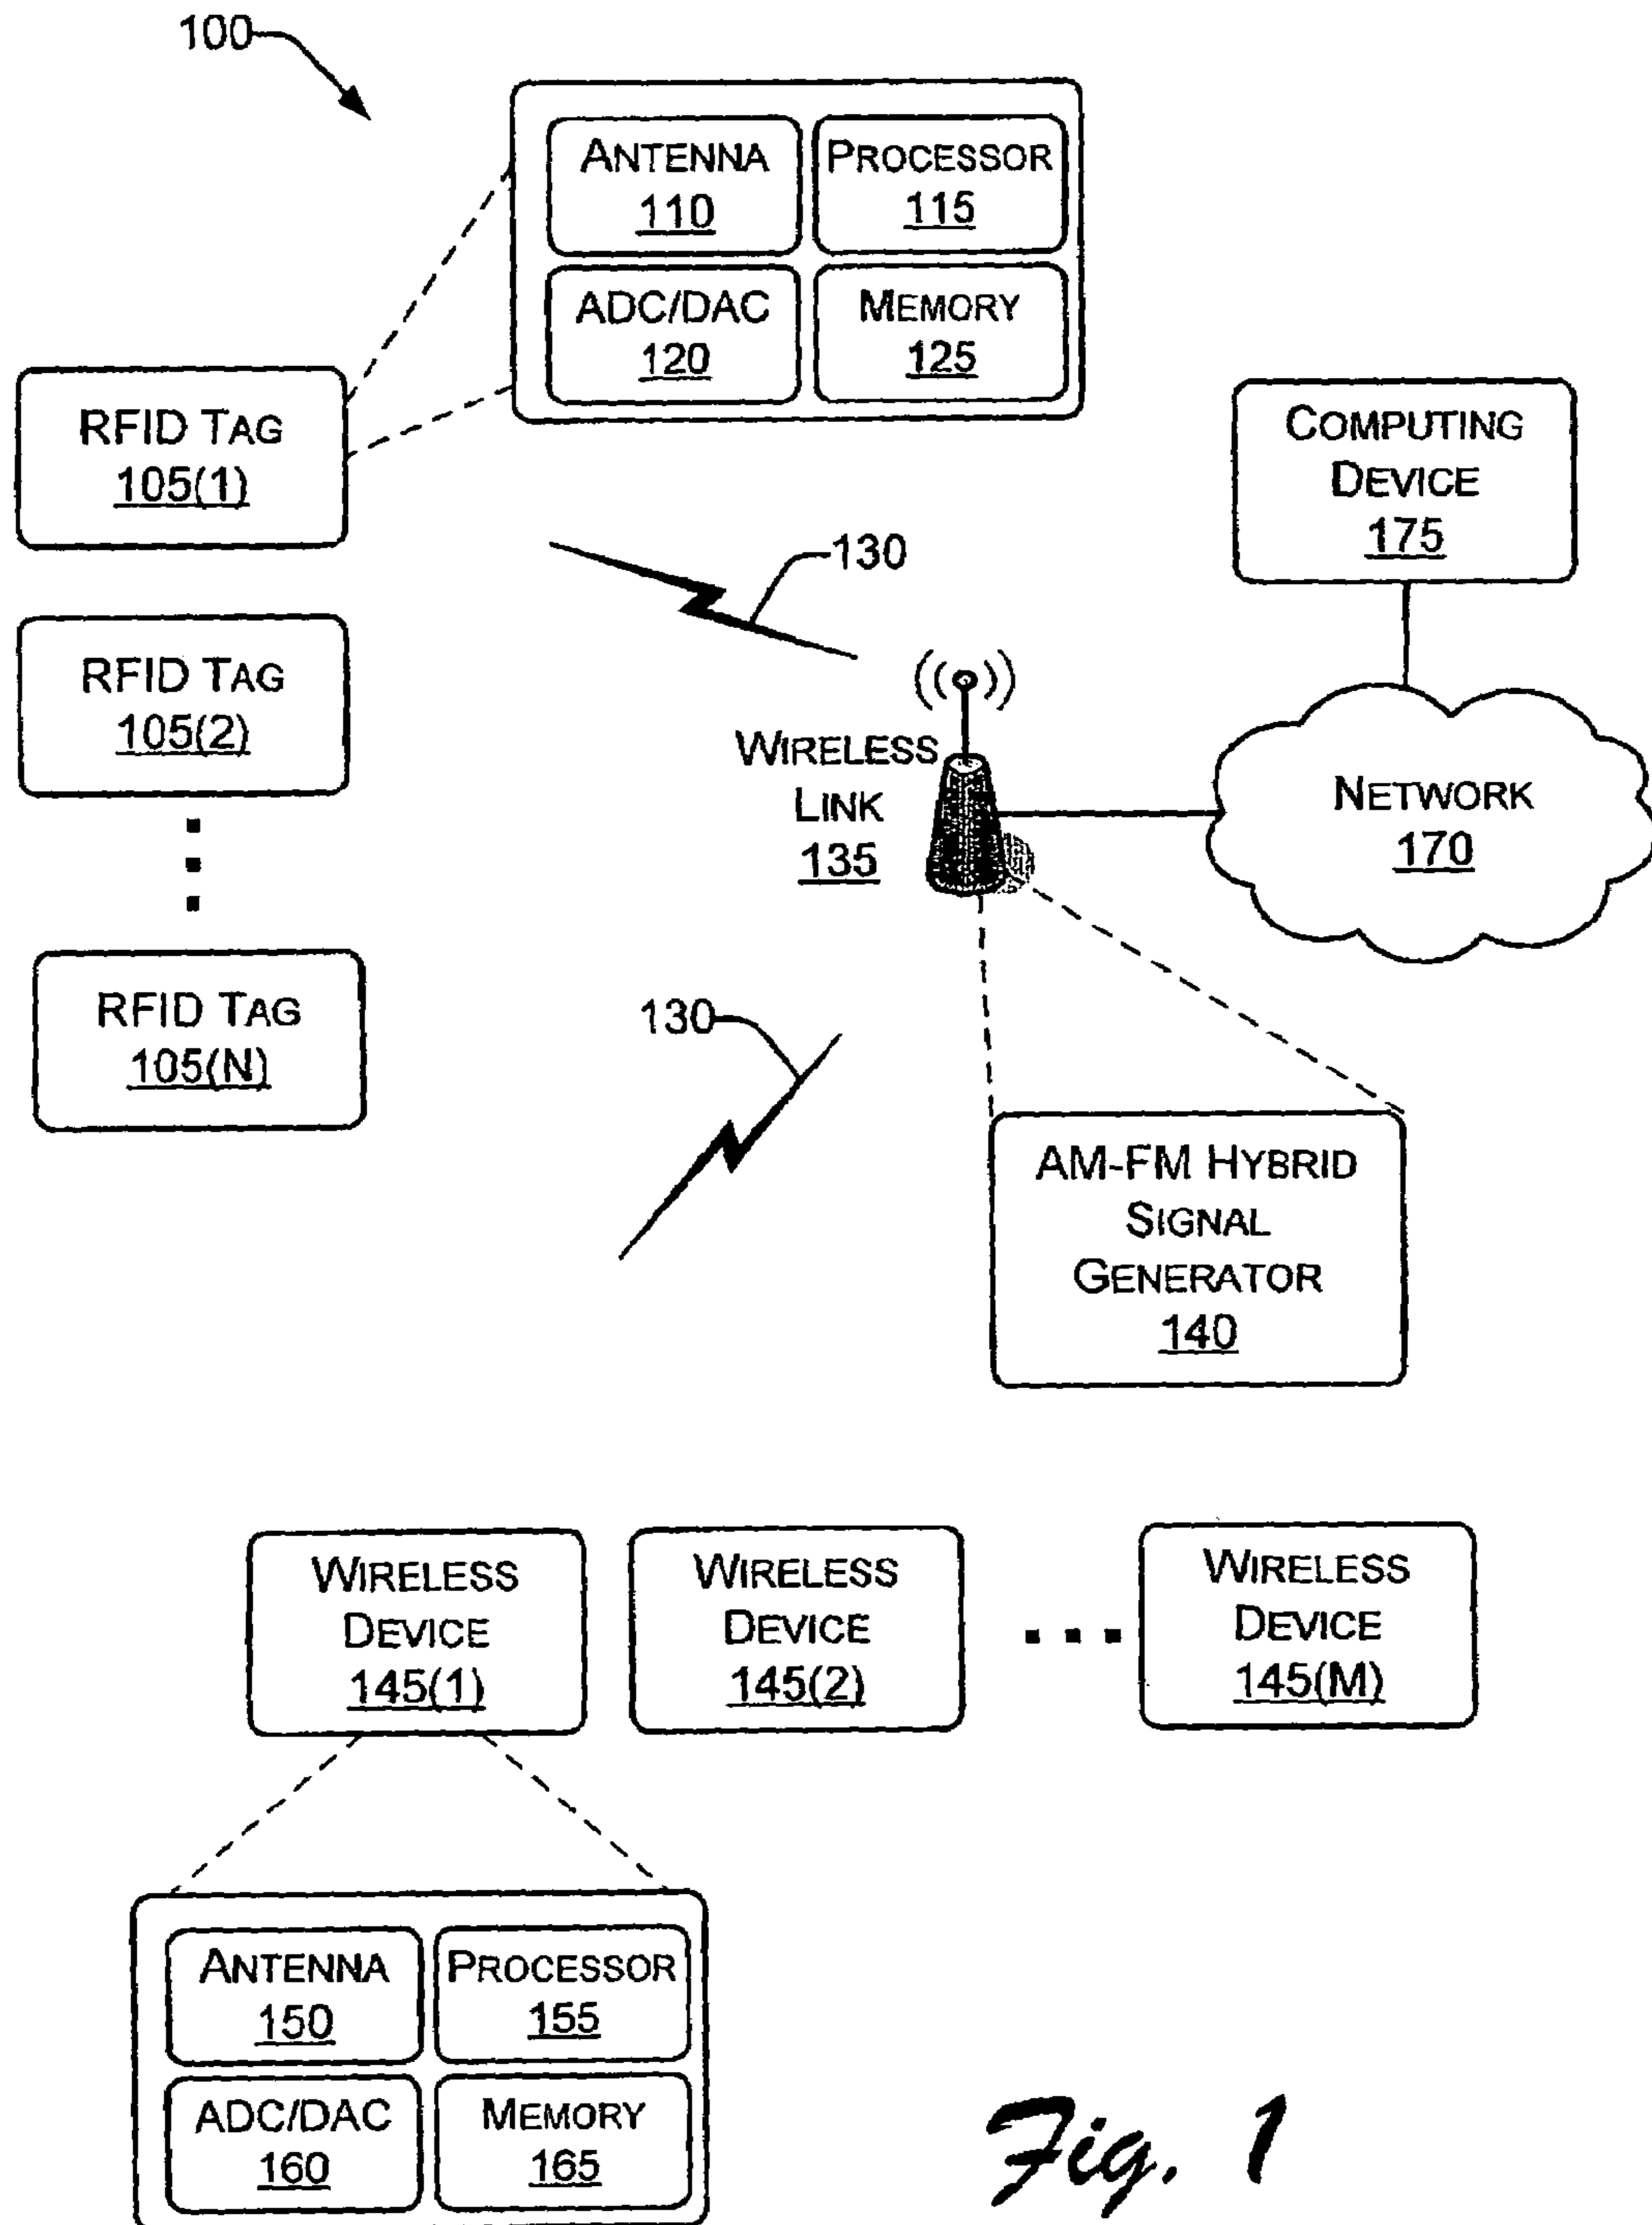 100
ANTENNA
110
PROCESSOR
115
ADC/DAC
120
MEMORY
125
RFID TAG
105(1)
COMPUTING
DEVICE
175
130
RFID TAG
105(2)
WIRELESS
LINK
135
NETWORK
170
RFID TAG
105(N)
130
AM-FM HYBRID
SIGNAL
GENERATOR
140
WIRELESS
DEVICE
145(1)
WIRELESS
DEVICE
145(2)
WIRELESS
DEVICE
145(M)
ANTENNA
150
PROCESSOR
155
ADC/DAC
160
MEMORY
165
Fig. 1